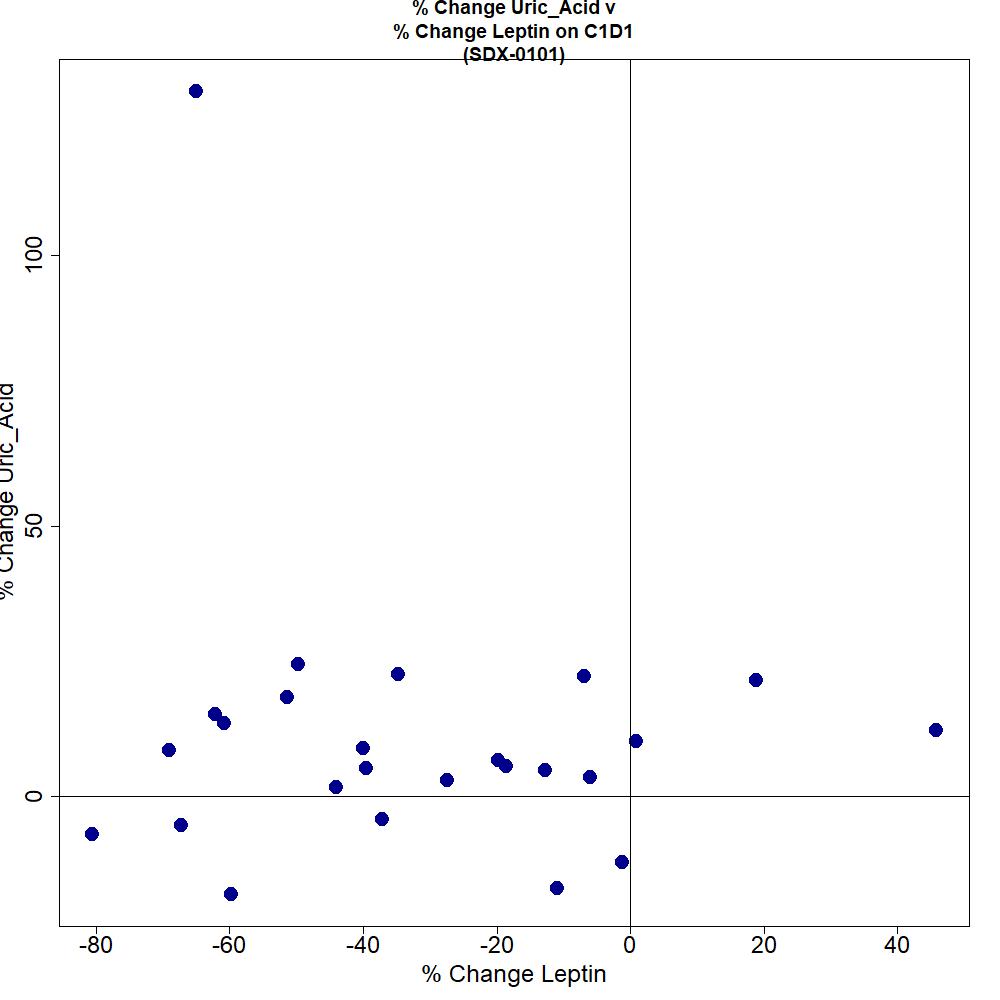 % Change Uric_Acid v
% Change Leptin on C1D1
(SDX-0101)
% Change Uric_Acid
100
50
0
-80 -60 -40 -20 0 20 40
% Change Leptin